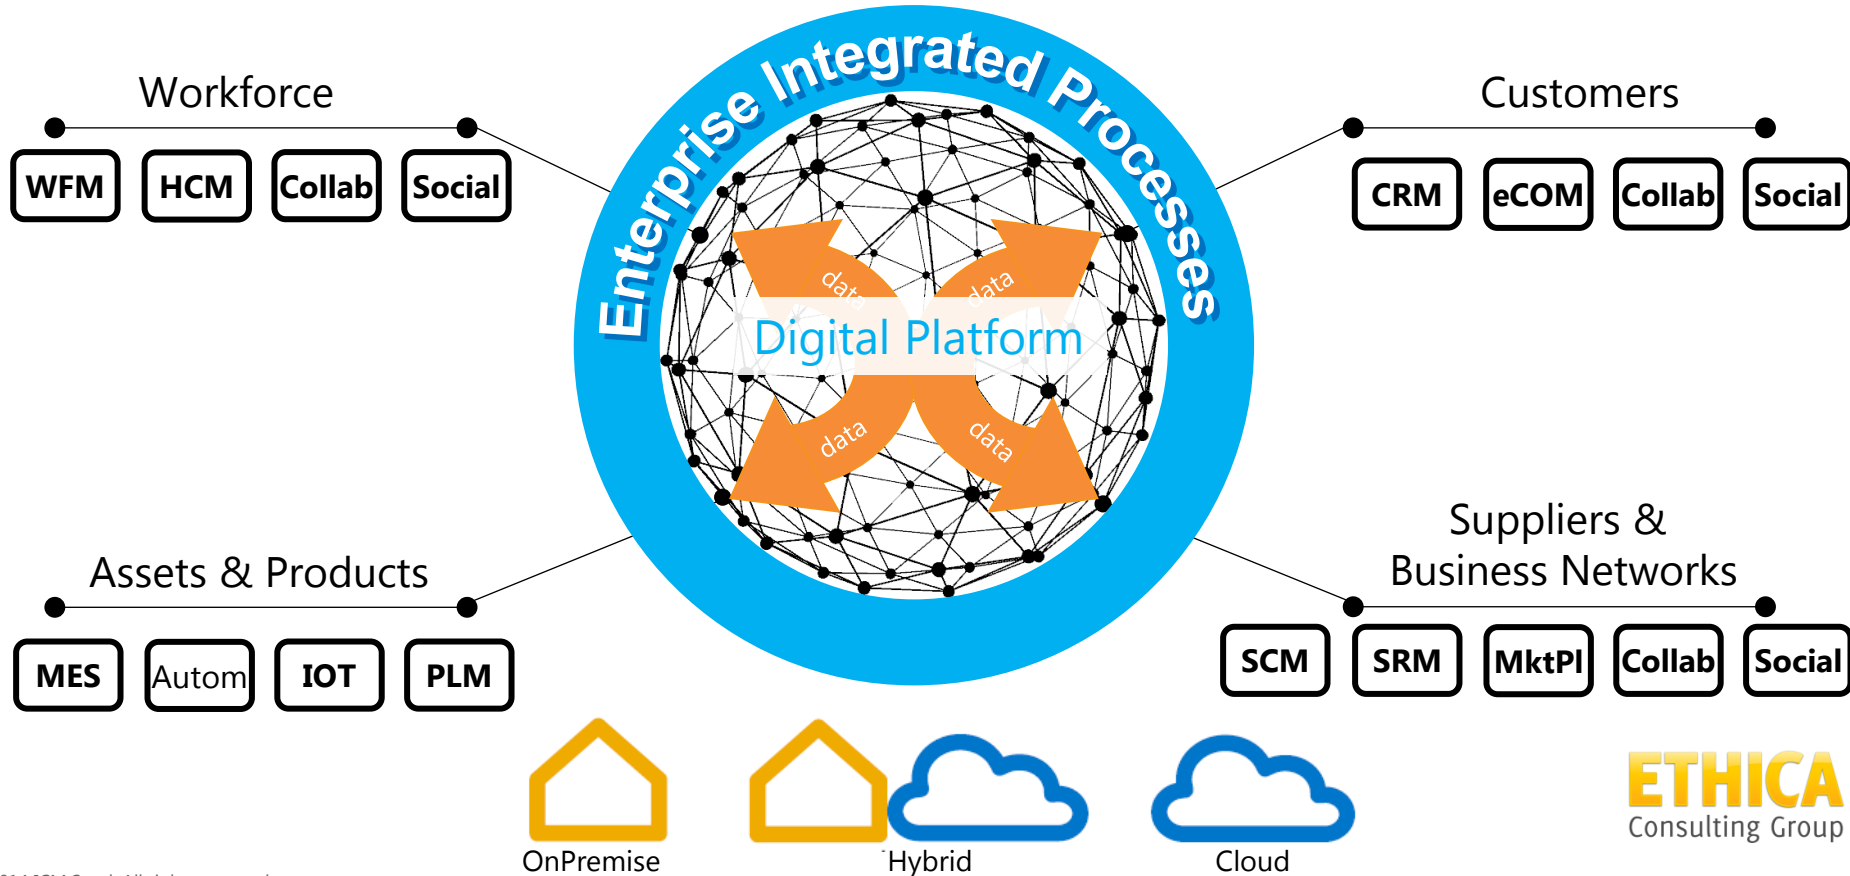 Enterprise Integrated Processes
Workforce
WFM
HCM
Collab
Social
Customers
CRM
eCOM
Collab
Social
data
data
Digital Platform
data
data
Assets & Products
MES
Autom
IOT
PLM
Suppliers &
Business Networks
SCM
SRM
MktPl
Collab
Social
OnPremise
Hybrid
Cloud
ETHICA
Consulting Group